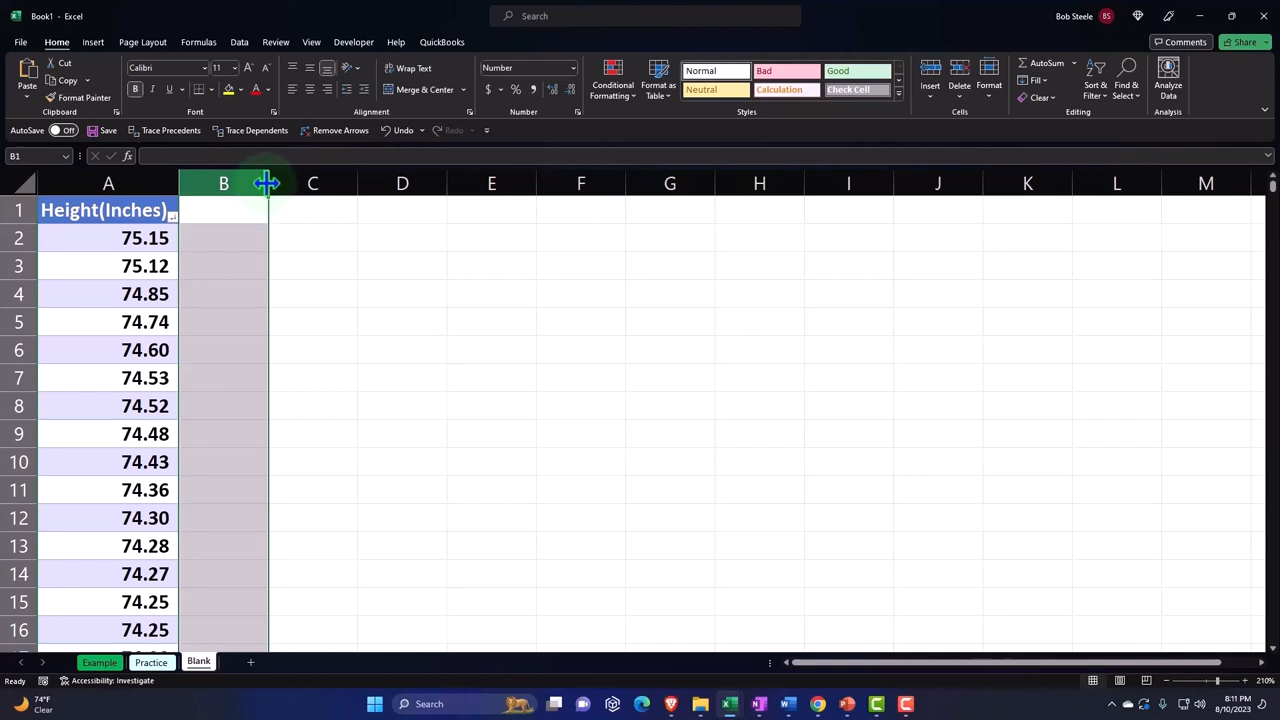 Book1 - Excel
Search
Bob Steele
BS
File
Home
Insert
Page Layout
Formulas
Data
Review
View
Developer
Help
QuickBooks
Comments
Share
Paste
Cut
Copy
Format Painter
Clipboard
Calibri
11
B I U
Font
Wrap Text
Merge & Center
Alignment
Number
$ %
Number
Conditional
Formatting
Format as
Table
Normal
Bad
Good
Neutral
Calculation
Check Cell
Styles
Insert
Delete
Format
Cells
AutoSum
Fill
Clear
Sort &
Filter
Find &
Select
Editing
Analyze
Data
Analysis
AutoSave Off
Save
Trace Precedents
Trace Dependents
Remove Arrows
Undo
Redo
B1
fx
A B C D E F G H I J K L M
1 Height(Inches)
2 75.15
3 75.12
4 74.85
5 74.74
6 74.60
7 74.53
8 74.52
9 74.48
10 74.43
11 74.36
12 74.30
13 74.28
14 74.27
15 74.25
16 74.25
Example
Practice
Blank
Ready
Accessibility: Investigate
210%
74°F
Clear
Search
8:11 PM
8/10/2023